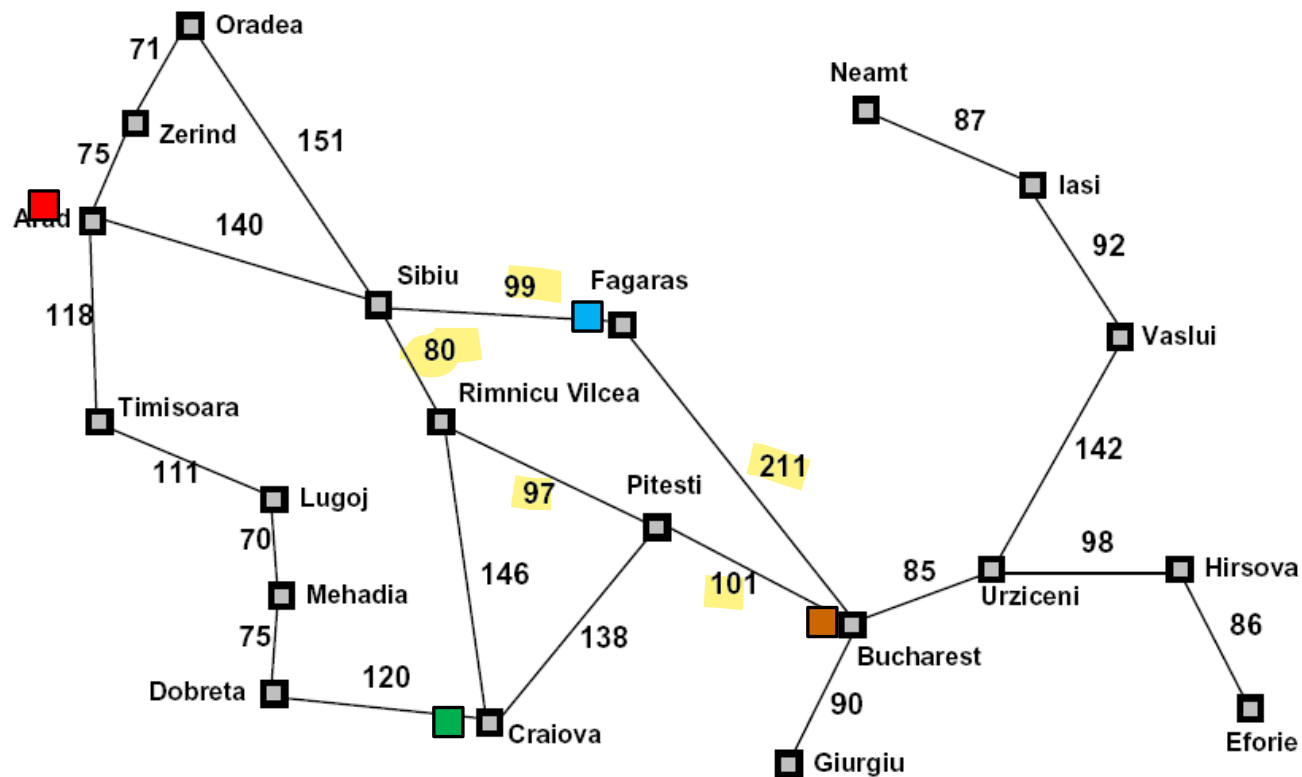 Oradea
71
Neamt
87
Zerind
151
75
Iasi
Arad
140
92
Sibiu
99
Fagaras
118
80
Vaslui
Rimnicu Vilcea
Timisoara
142
111
211
97
Pitesti
Lugoj
70
98
Hirsova
146
101
85
Urziceni
Mehadia
86
75
138
Bucharest
120
Dobreta
90
Craiova
Eforie
Giurgiu